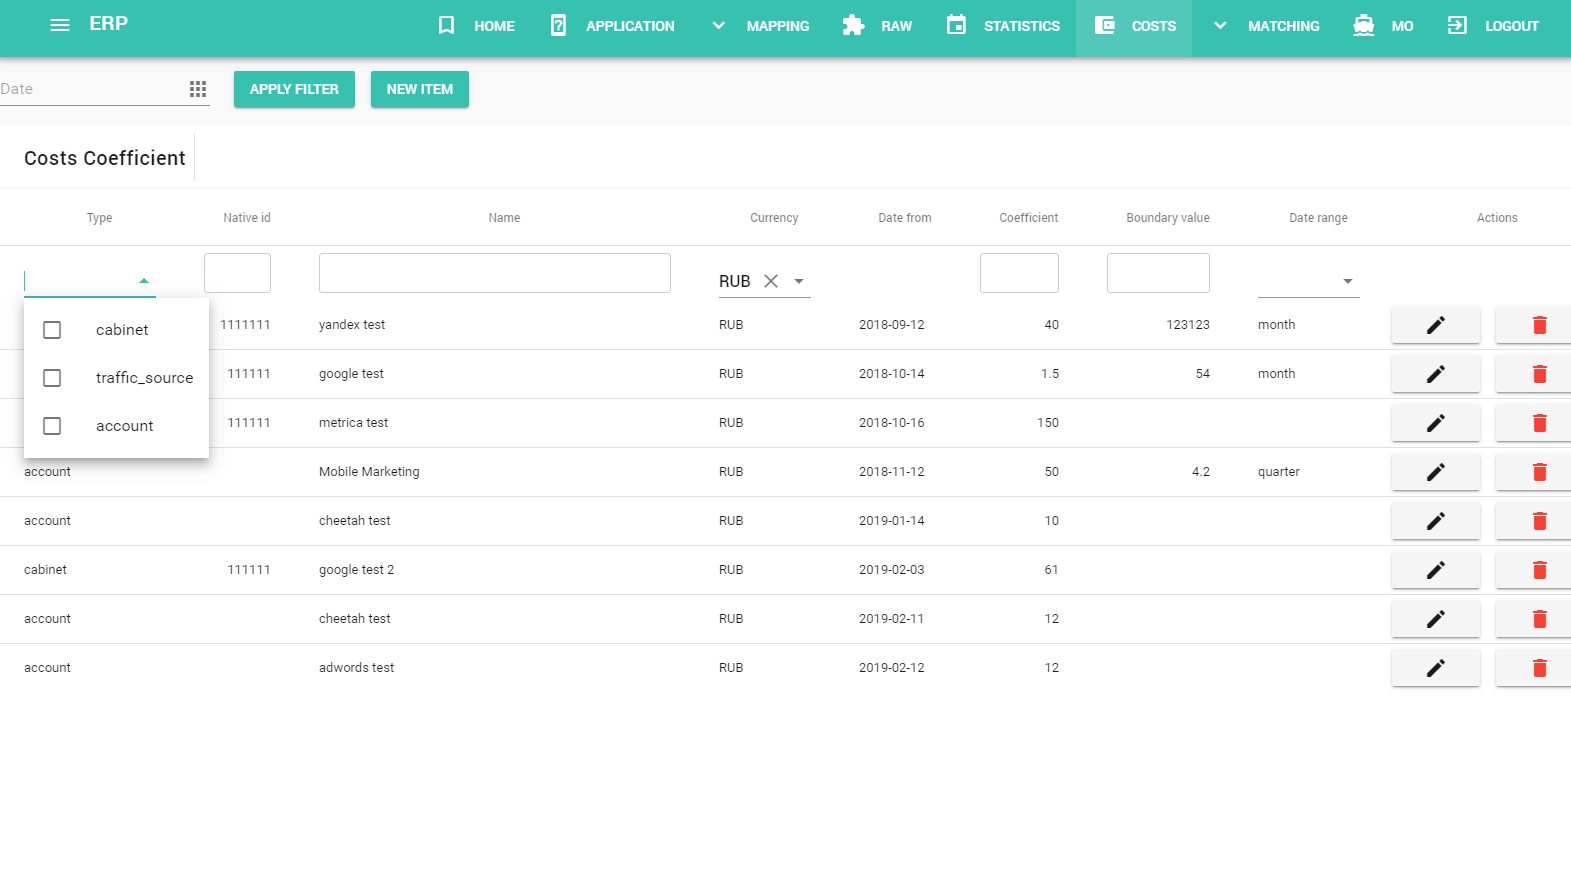 ERP HOME APPLICATION MAPPING RAW STATISTICS COSTS MATCHING MO LOGOUT
Date APPLY FILTER NEW ITEM
Costs Coefficient
Type Native id Name Currency Date from Coefficient Boundary value Date range Actions
RUB
cabinet
traffic_source
account
1111111 yandex test RUB 2018-09-12 40 123123 month
111111 google test RUB 2018-10-14 1.5 54 month
111111 metrica test RUB 2018-10-16 150
account Mobile Marketing RUB 2018-11-12 50 4.2 quarter
account cheetah test RUB 2019-01-14 10
cabinet 111111 google test 2 RUB 2019-02-03 61
account cheetah test RUB 2019-02-11 12
account adwords test RUB 2019-02-12 12